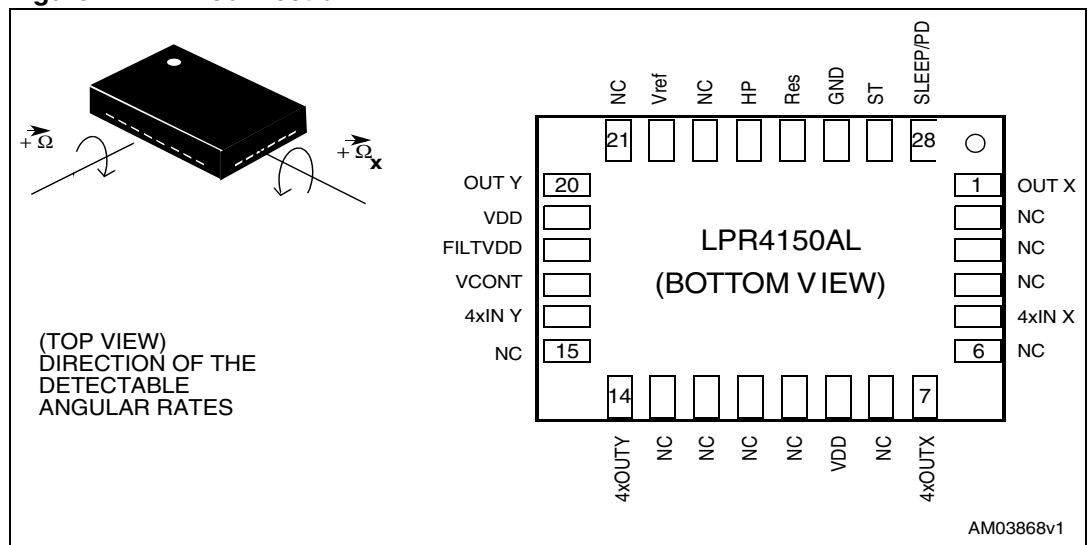 NC
Vref
NC
HP
Res
GND
ST
SLEEP/PD
21
28
+Ω
+Ωx
OUT Y
20
1
OUT X
VDD
NC
FILTVDD
NC
VCONT
NC
4xIN Y
4xIN X
NC
15
6
NC
LPR4150AL
(BOTTOM VIEW)
(TOP VIEW)
DIRECTION OF THE
DETECTABLE
ANGULAR RATES
14
7
4xOUTY
NC
NC
NC
NC
VDD
NC
4xOUTX
AM03868v1